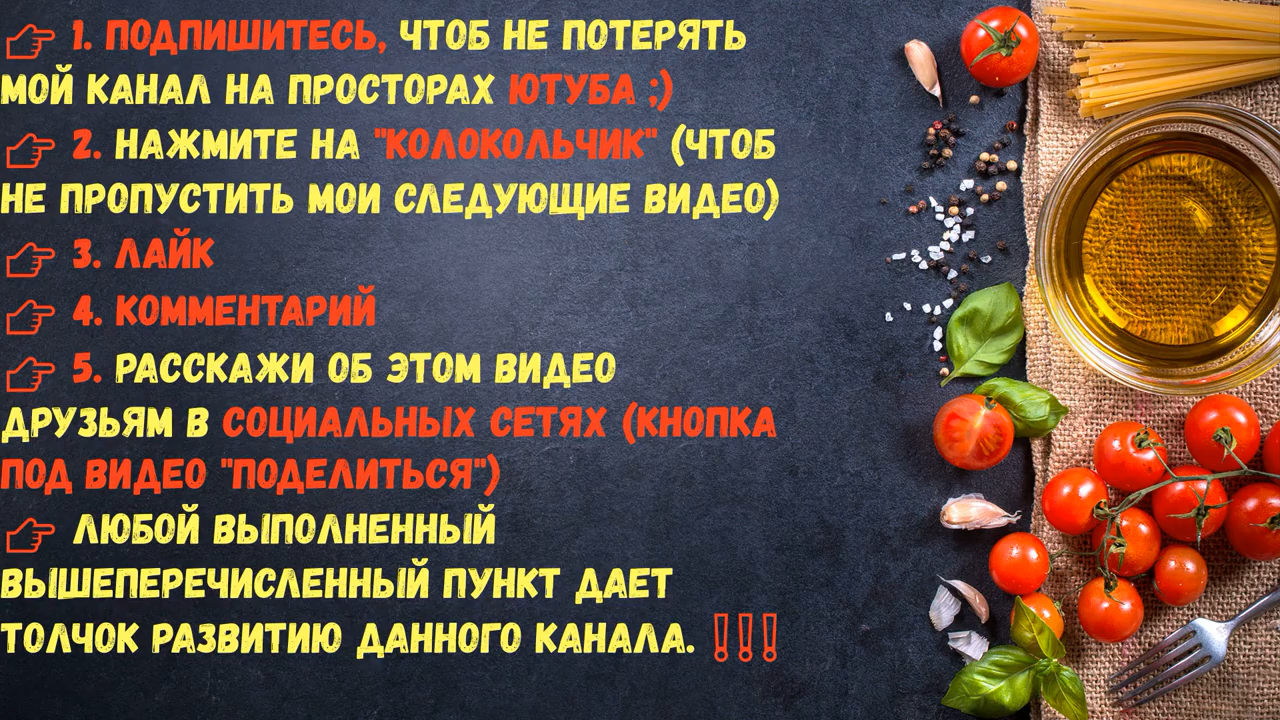 👉 1. ПОДПИШИТЕСЬ, ЧТОБ НЕ ПОТЕРЯТЬ
МОЙ КАНАЛ НА ПРОСТОРАХ ЮТУБА ;)
👉 2. НАЖМИТЕ НА "КОЛОКОЛЬЧИК" (ЧТОБ
НЕ ПРОПУСТИТЬ МОИ СЛЕДУЮЩИЕ ВИДЕО)
👉 3. ЛАЙК
👉 4. КОММЕНТАРИЙ
👉 5. РАССКАЖИ ОБ ЭТОМ ВИДЕО
ДРУЗЬЯМ В СОЦИАЛЬНЫХ СЕТЯХ (КНОПКА
ПОД ВИДЕО "ПОДЕЛИТЬСЯ")
👉 ЛЮБОЙ ВЫПОЛНЕННЫЙ
ВЫШЕПЕРЕЧИСЛЕННЫЙ ПУНКТ ДАЕТ
ТОЛЧОК РАЗВИТИЮ ДАННОГО КАНАЛА. ❗❗❗